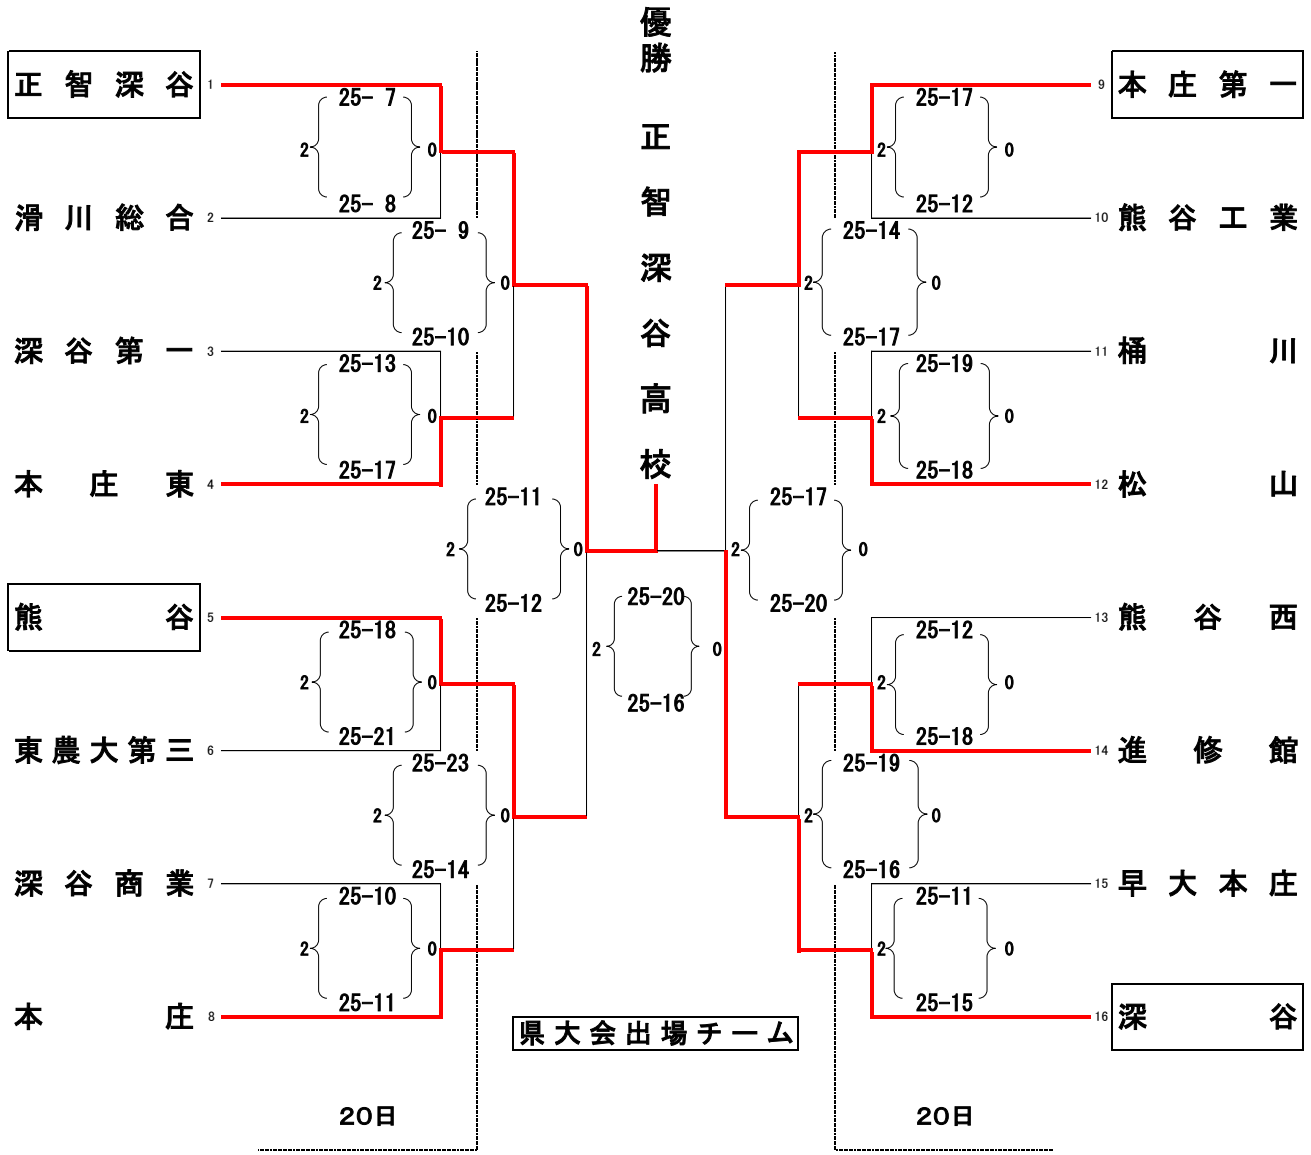 優勝 正智深谷高校
正智深谷 1
25- 7
2 0
25- 8
滑川総合 2
25- 9
2 0
25-10
深谷第一 3
25-13
2 0
25-17
本庄東 4
25-11
2 0
25-12
熊谷 5
25-18
2 0
25-21
東農大第三 6
25-23
2 0
25-14
深谷商業 7
25-10
2 0
25-11
本庄 8
25-20
2 0
25-16
9 本庄第一
25-17
2 0
25-12
10 熊谷工業
25-14
2 0
25-17
11 桶川
25-19
2 0
25-18
12 松山
25-17
2 0
25-20
13 熊谷西
25-12
2 0
25-18
14 進修館
25-19
2 0
25-16
15 早大本庄
25-11
2 0
25-15
16 深谷
県大会出場チーム
20日
20日